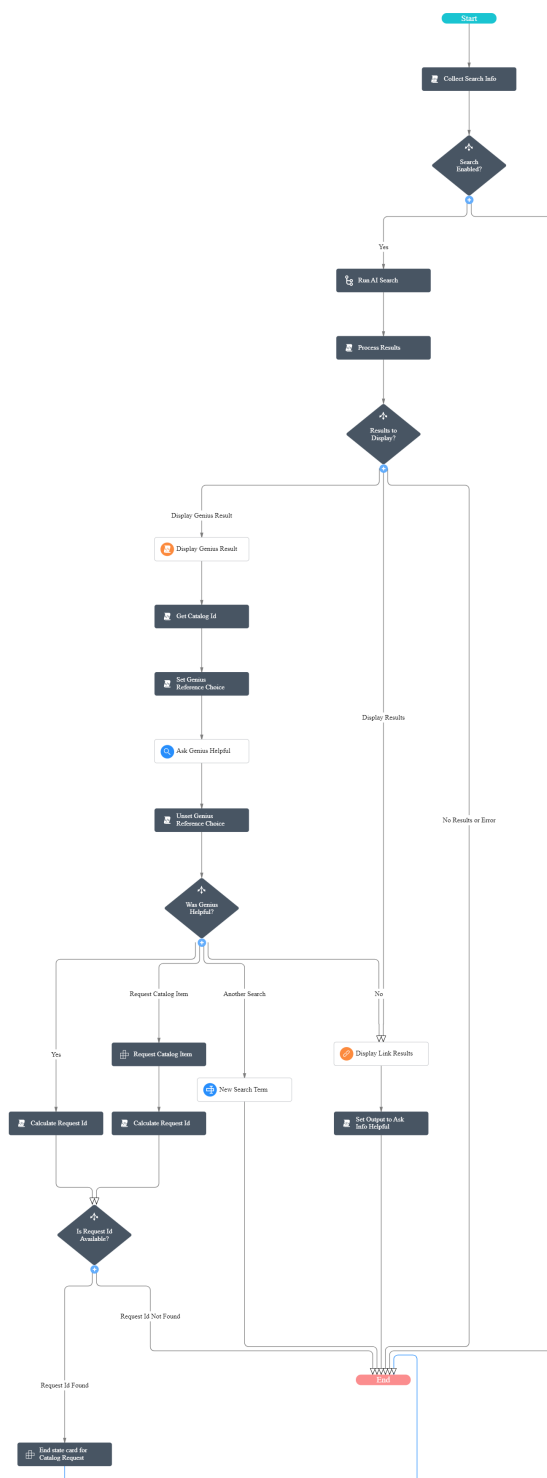 Start
Collect Search Info
Search
Enabled?
Yes
Run AI Search
Process Results
Results to
Display?
Display Genius Result
Display Genius Result
Get Catalog Id
Set Genius
Reference Choice
Display Results
Ask Genius Helpful
Unset Genius
Reference Choice
No Results or Error
Was Genius
Helpful?
Request Catalog Item
Another Search
No
Yes
Request Catalog Item
Display Link Results
New Search Term
Calculate Request Id
Calculate Request Id
Set Output to Ask
Info Helpful
Is Request Id
Available?
Request Id Not Found
End
Request Id Found
End state card for
Catalog Request